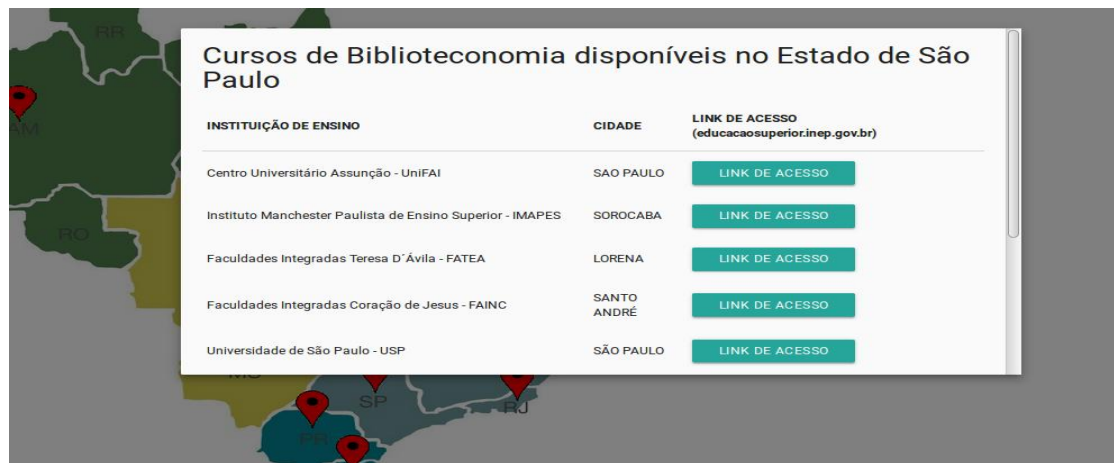 RR
Cursos de Biblioteconomia disponíveis no Estado de São
Paulo
INSTITUIÇÃO DE ENSINO CIDADE LINK DE ACESSO
(educacaosuperior.inep.gov.br)
AM
Centro Universitário Assunção - UniFAI SAO PAULO LINK DE ACESSO
Instituto Manchester Paulista de Ensino Superior - IMAPES SOROCABA LINK DE ACESSO
RO
Faculdades Integradas Teresa D´Ávila - FATEA LORENA LINK DE ACESSO
Faculdades Integradas Coração de Jesus - FAINC SANTO
ANDRÉ LINK DE ACESSO
Universidade de São Paulo - USP SÃO PAULO LINK DE ACESSO
MS
SP
RJ
PR